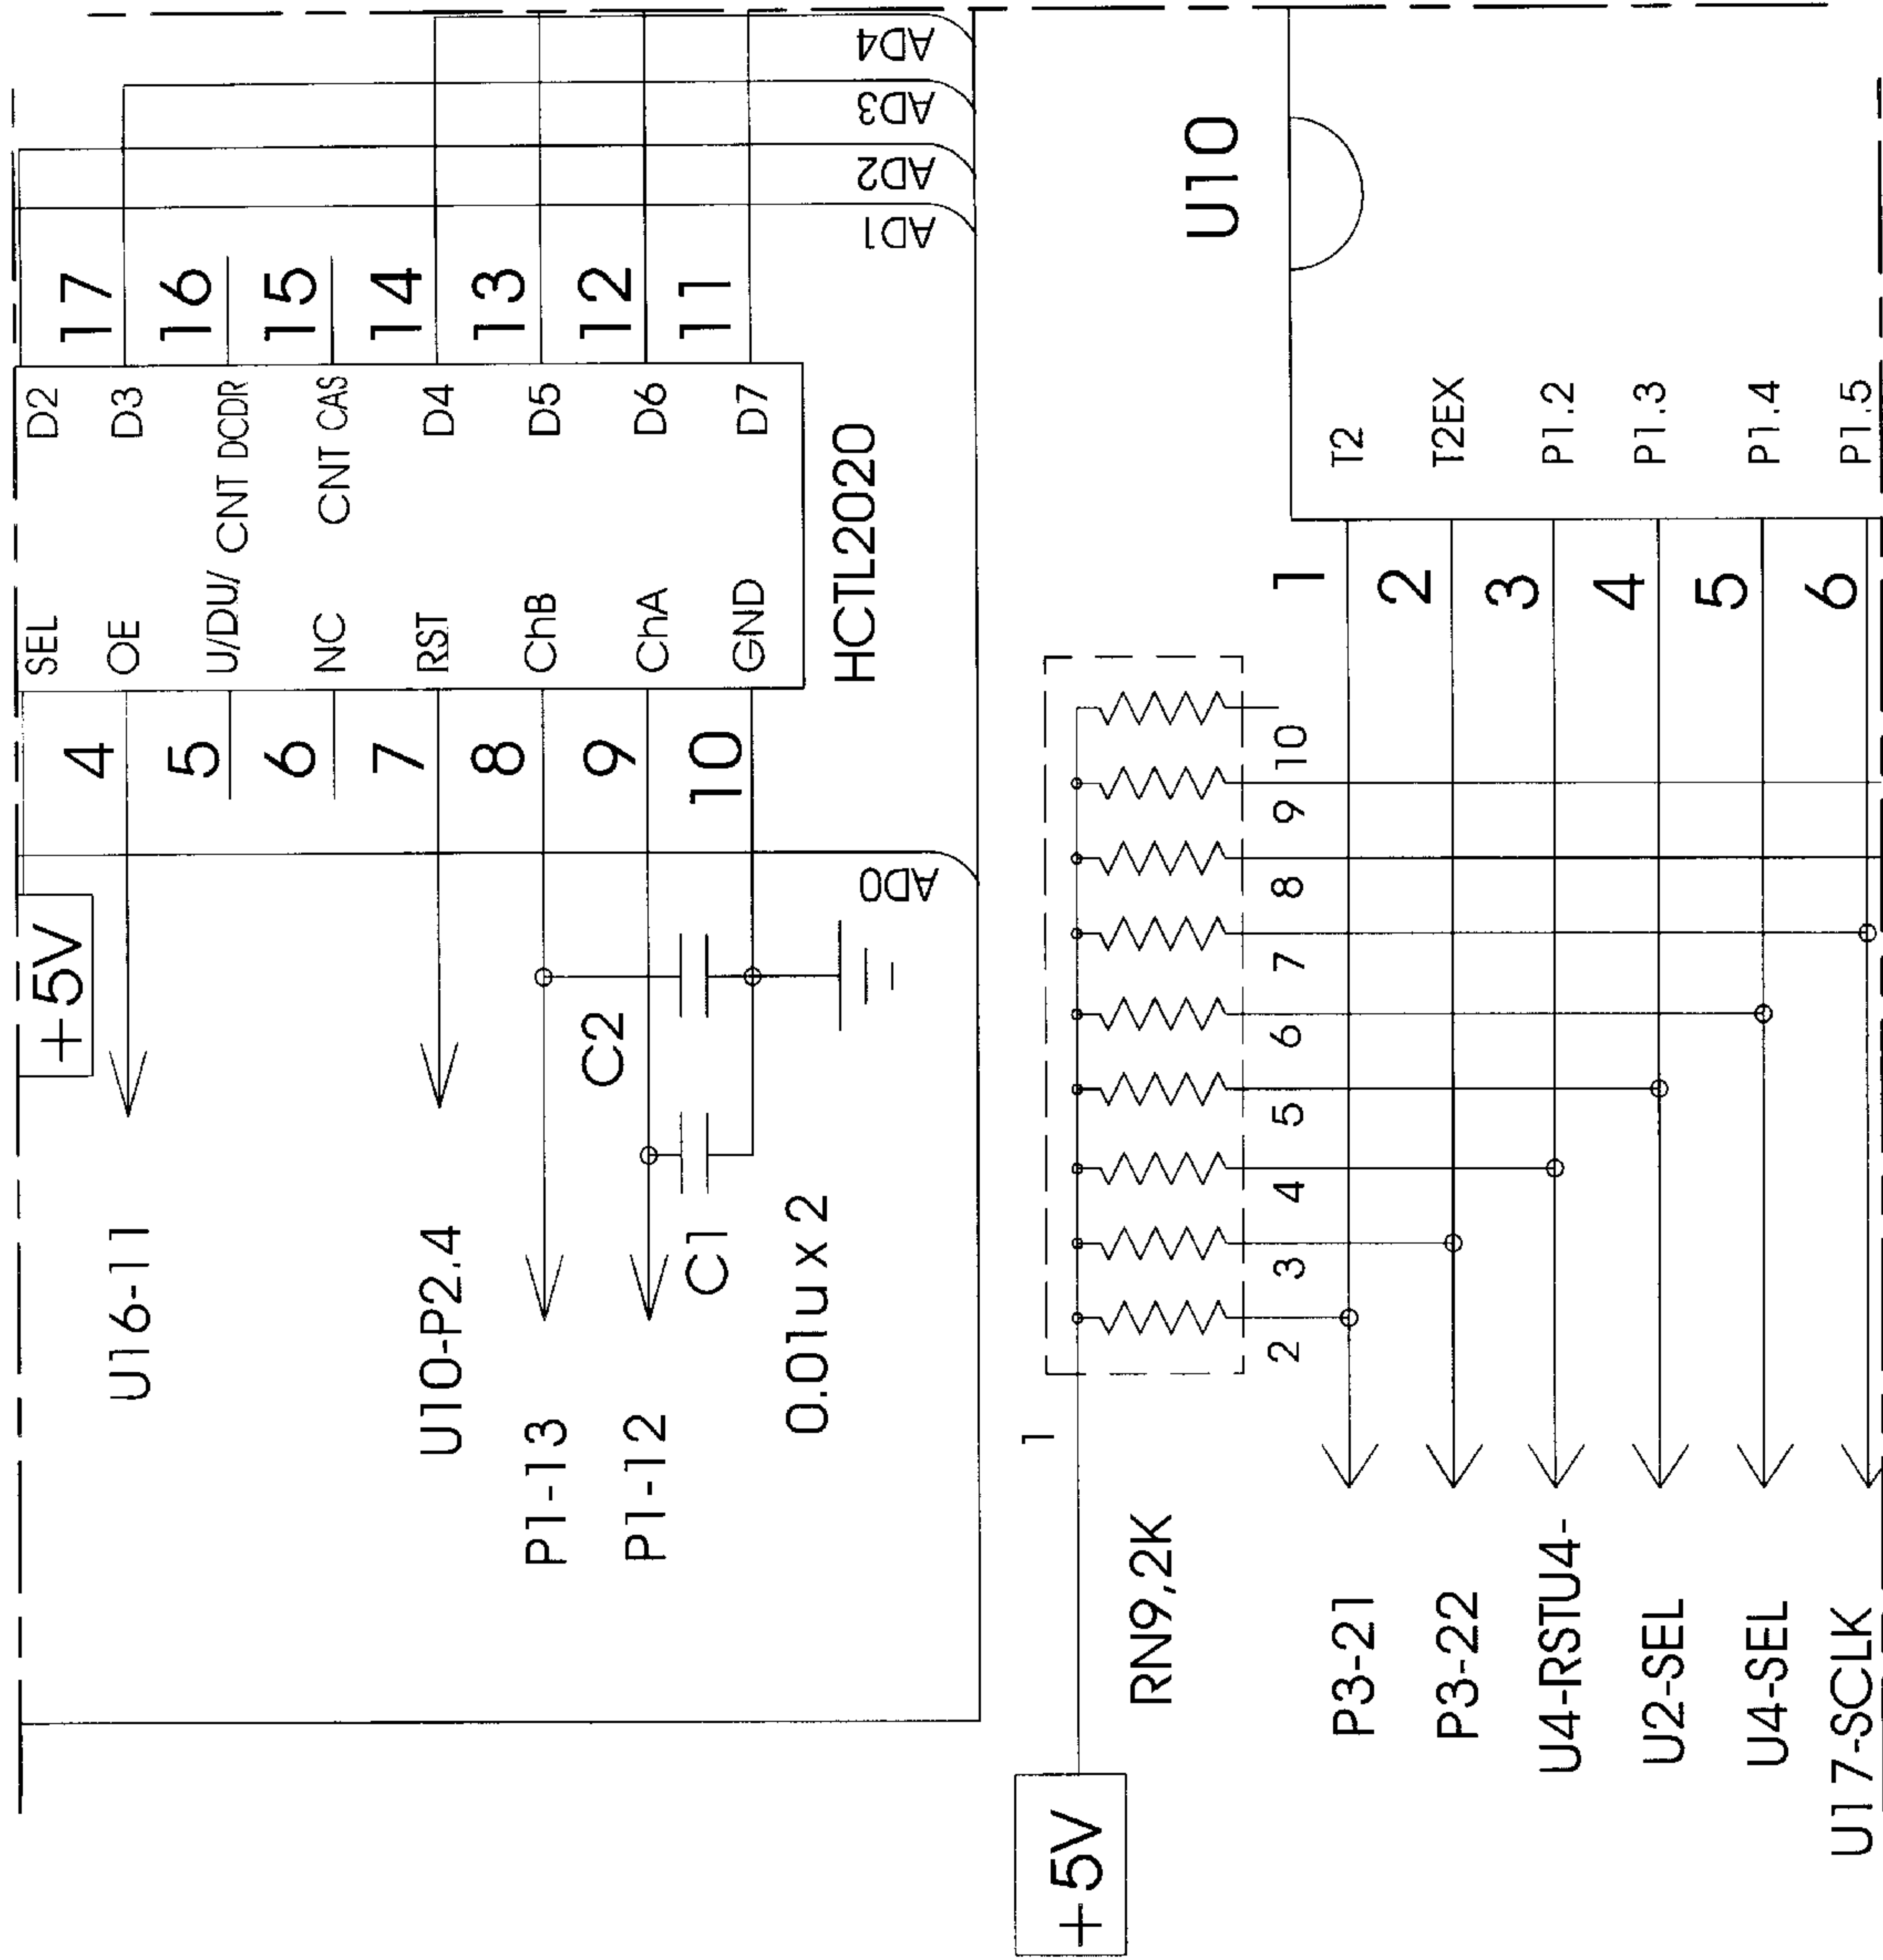 +5V
SEL
D2
4
OE
D3
17
U16-11
5
U/DU/ CNT DCDR
16
6
NC
CNT CAS
15
7
RST
D4
14
U10-P2.4
8
ChB
D5
13
P1-13
9
ChA
D6
12
P1-12
C2
C1
10
GND
D7
11
0.01u x 2
HCTL2020
AD0
AD1
AD2
AD3
AD4
+5V
1
RN9,2K
2
3
4
5
6
7
8
9
10
U10
P3-21
1
T2
P3-22
2
T2EX
U4-RSTU4-
3
P1.2
U2-SEL
4
P1.3
U4-SEL
5
P1.4
U17-SCLK
6
P1.5